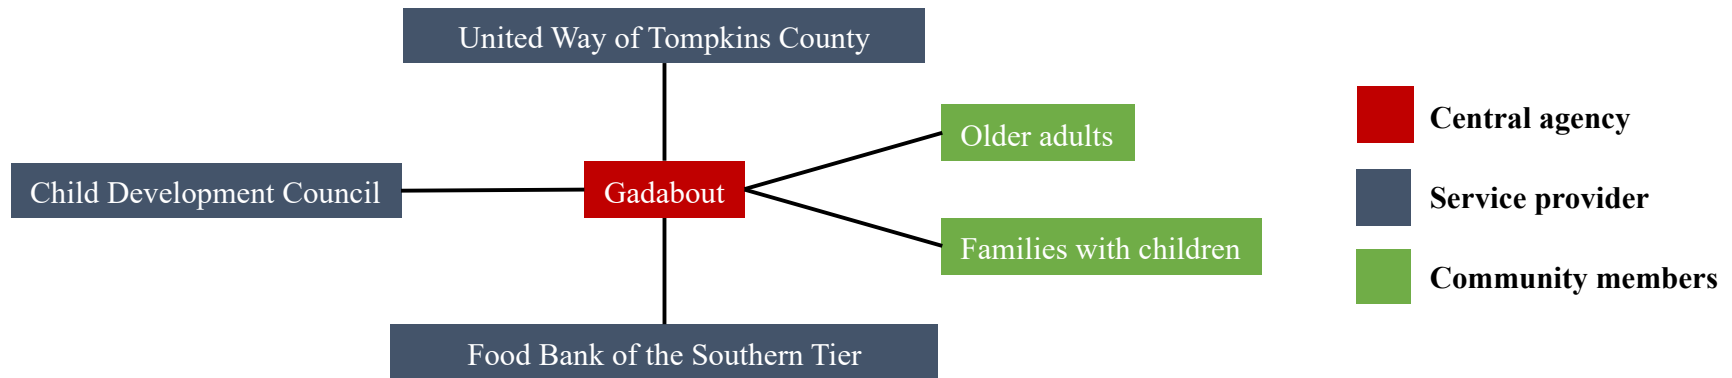 United Way of Tompkins County
Older adults
Child Development Council
Gadabout
Families with children
Food Bank of the Southern Tier
Central agency
Service provider
Community members